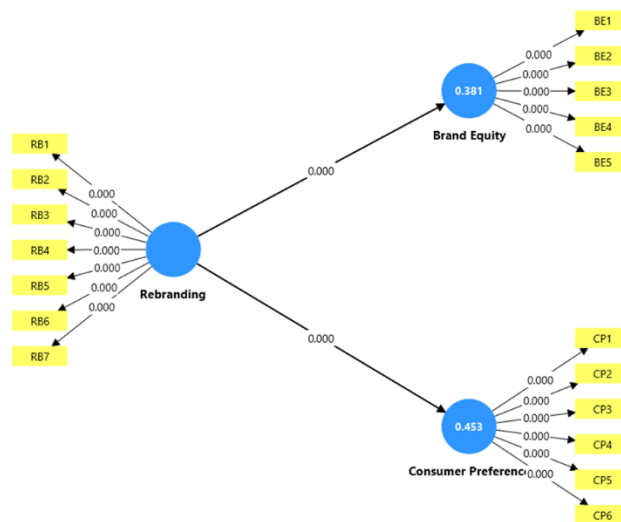 RB1
RB2
RB3
RB4
RB5
RB6
RB7
0.000
0.000
0.000
0.000
0.000
0.000
0.000
Rebranding
0.000
0.000
0.381
Brand Equity
0.000
0.000
0.000
0.000
0.000
BE1
BE2
BE3
BE4
BE5
0.453
Consumer Preferenc
0.000
0.000
0.000
0.000
0.000
0.000
CP1
CP2
CP3
CP4
CP5
CP6